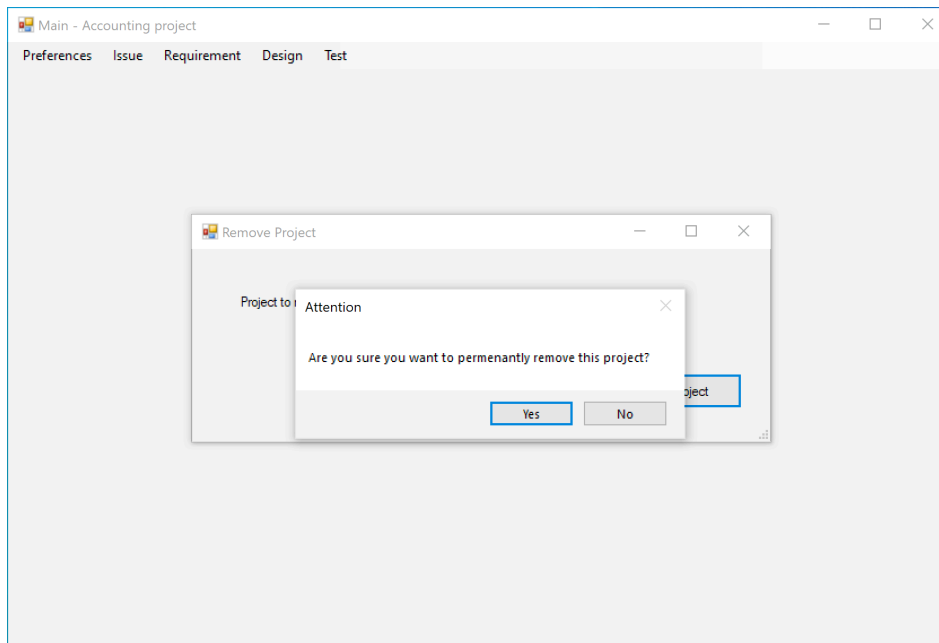 Main - Accounting project
Preferences Issue Requirement Design Test
Remove Project
Project to
Attention
Are you sure you want to permenantly remove this project?
Yes No